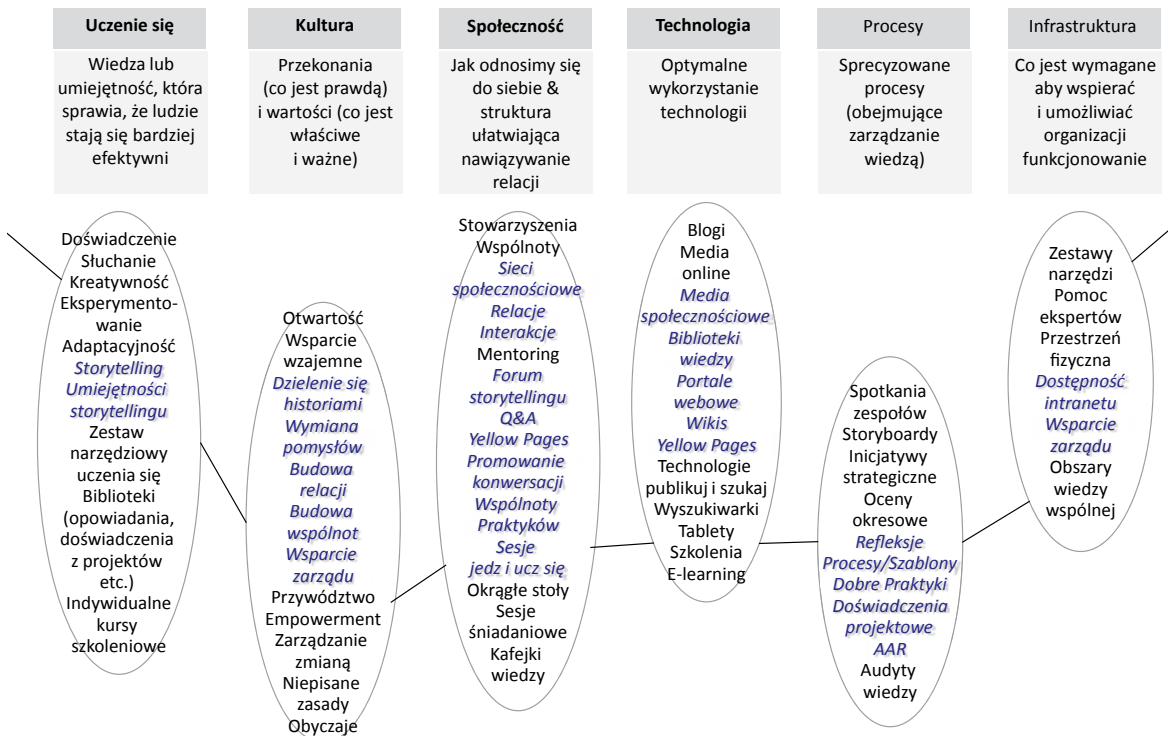 Uczenie się
Wiedza lub
umiejętność, która
sprawia, że ludzie
stają się bardziej
efektywni
Doświadczenie
Słuchanie
Kreatywność
Eksperymento-
wanie
Adaptacyjność
Storytelling
Umiejętności
storytellingu
Zestaw
narzędziowy
uczenia się
Biblioteki
(opowiadania,
doświadczenia
z projektów
etc.)
Indywidualne
kursy
szkoleniowe
Kultura
Przekonania
(co jest prawdą)
i wartości (co jest
właściwe
i ważne)
Otwartość
Wsparcie
wzajemne
Dzielenie się
historiami
Wymiana
pomysłów
Budowa
relacji
Budowa
wspólnot
Wsparcie
zarządu
Przywództwo
Empowerment
Zarządzanie
zmianą
Niepisane
zasady
Obyczaje
Społeczność
Jak odnosimy się
do siebie &
struktura
ułatwiająca
nawiązywanie
relacji
Stowarzyszenia
Wspólnoty
Sieci
społecznościowe
Relacje
Interakcje
Mentoring
Forum
storytellingu
Q&A
Yellow Pages
Promowanie
konwersacji
Wspólnoty
Praktyków
Sesje
jedz i ucz się
Okrągłe stoły
Sesje
śniadaniowe
Kafejki
wiedzy
Technologia
Optymalne
wykorzystanie
technologii
Blogi
Media
online
Media
społecznościowe
Biblioteki
wiedzy
Portale
webowe
Wikis
Yellow Pages
Technologie
publikuj i szukaj
Wyszukiwarki
Tablety
Szkolenia
E-learning
Procesy
Sprecyzowane
procesy
(obejmujące
zarządzanie
wiedzą)
Spotkania
zespołów
Storyboardy
Inicjatywy
strategiczne
Oceny
okresowe
Refleksje
Procesy/Szablony
Dobre Praktyki
Doświadczenia
projektowe
AAR
Audyty
wiedzy
Infrastruktura
Co jest wymagane
aby wspierać
i umożliwiać
organizacji
funkcjonowanie
Zestawy
narzędzi
Pomoc
ekspertów
Przestrzeń
fizyczna
Dostępność
intranetu
Wsparcie
zarządu
Obszary
wiedzy
wspólnej